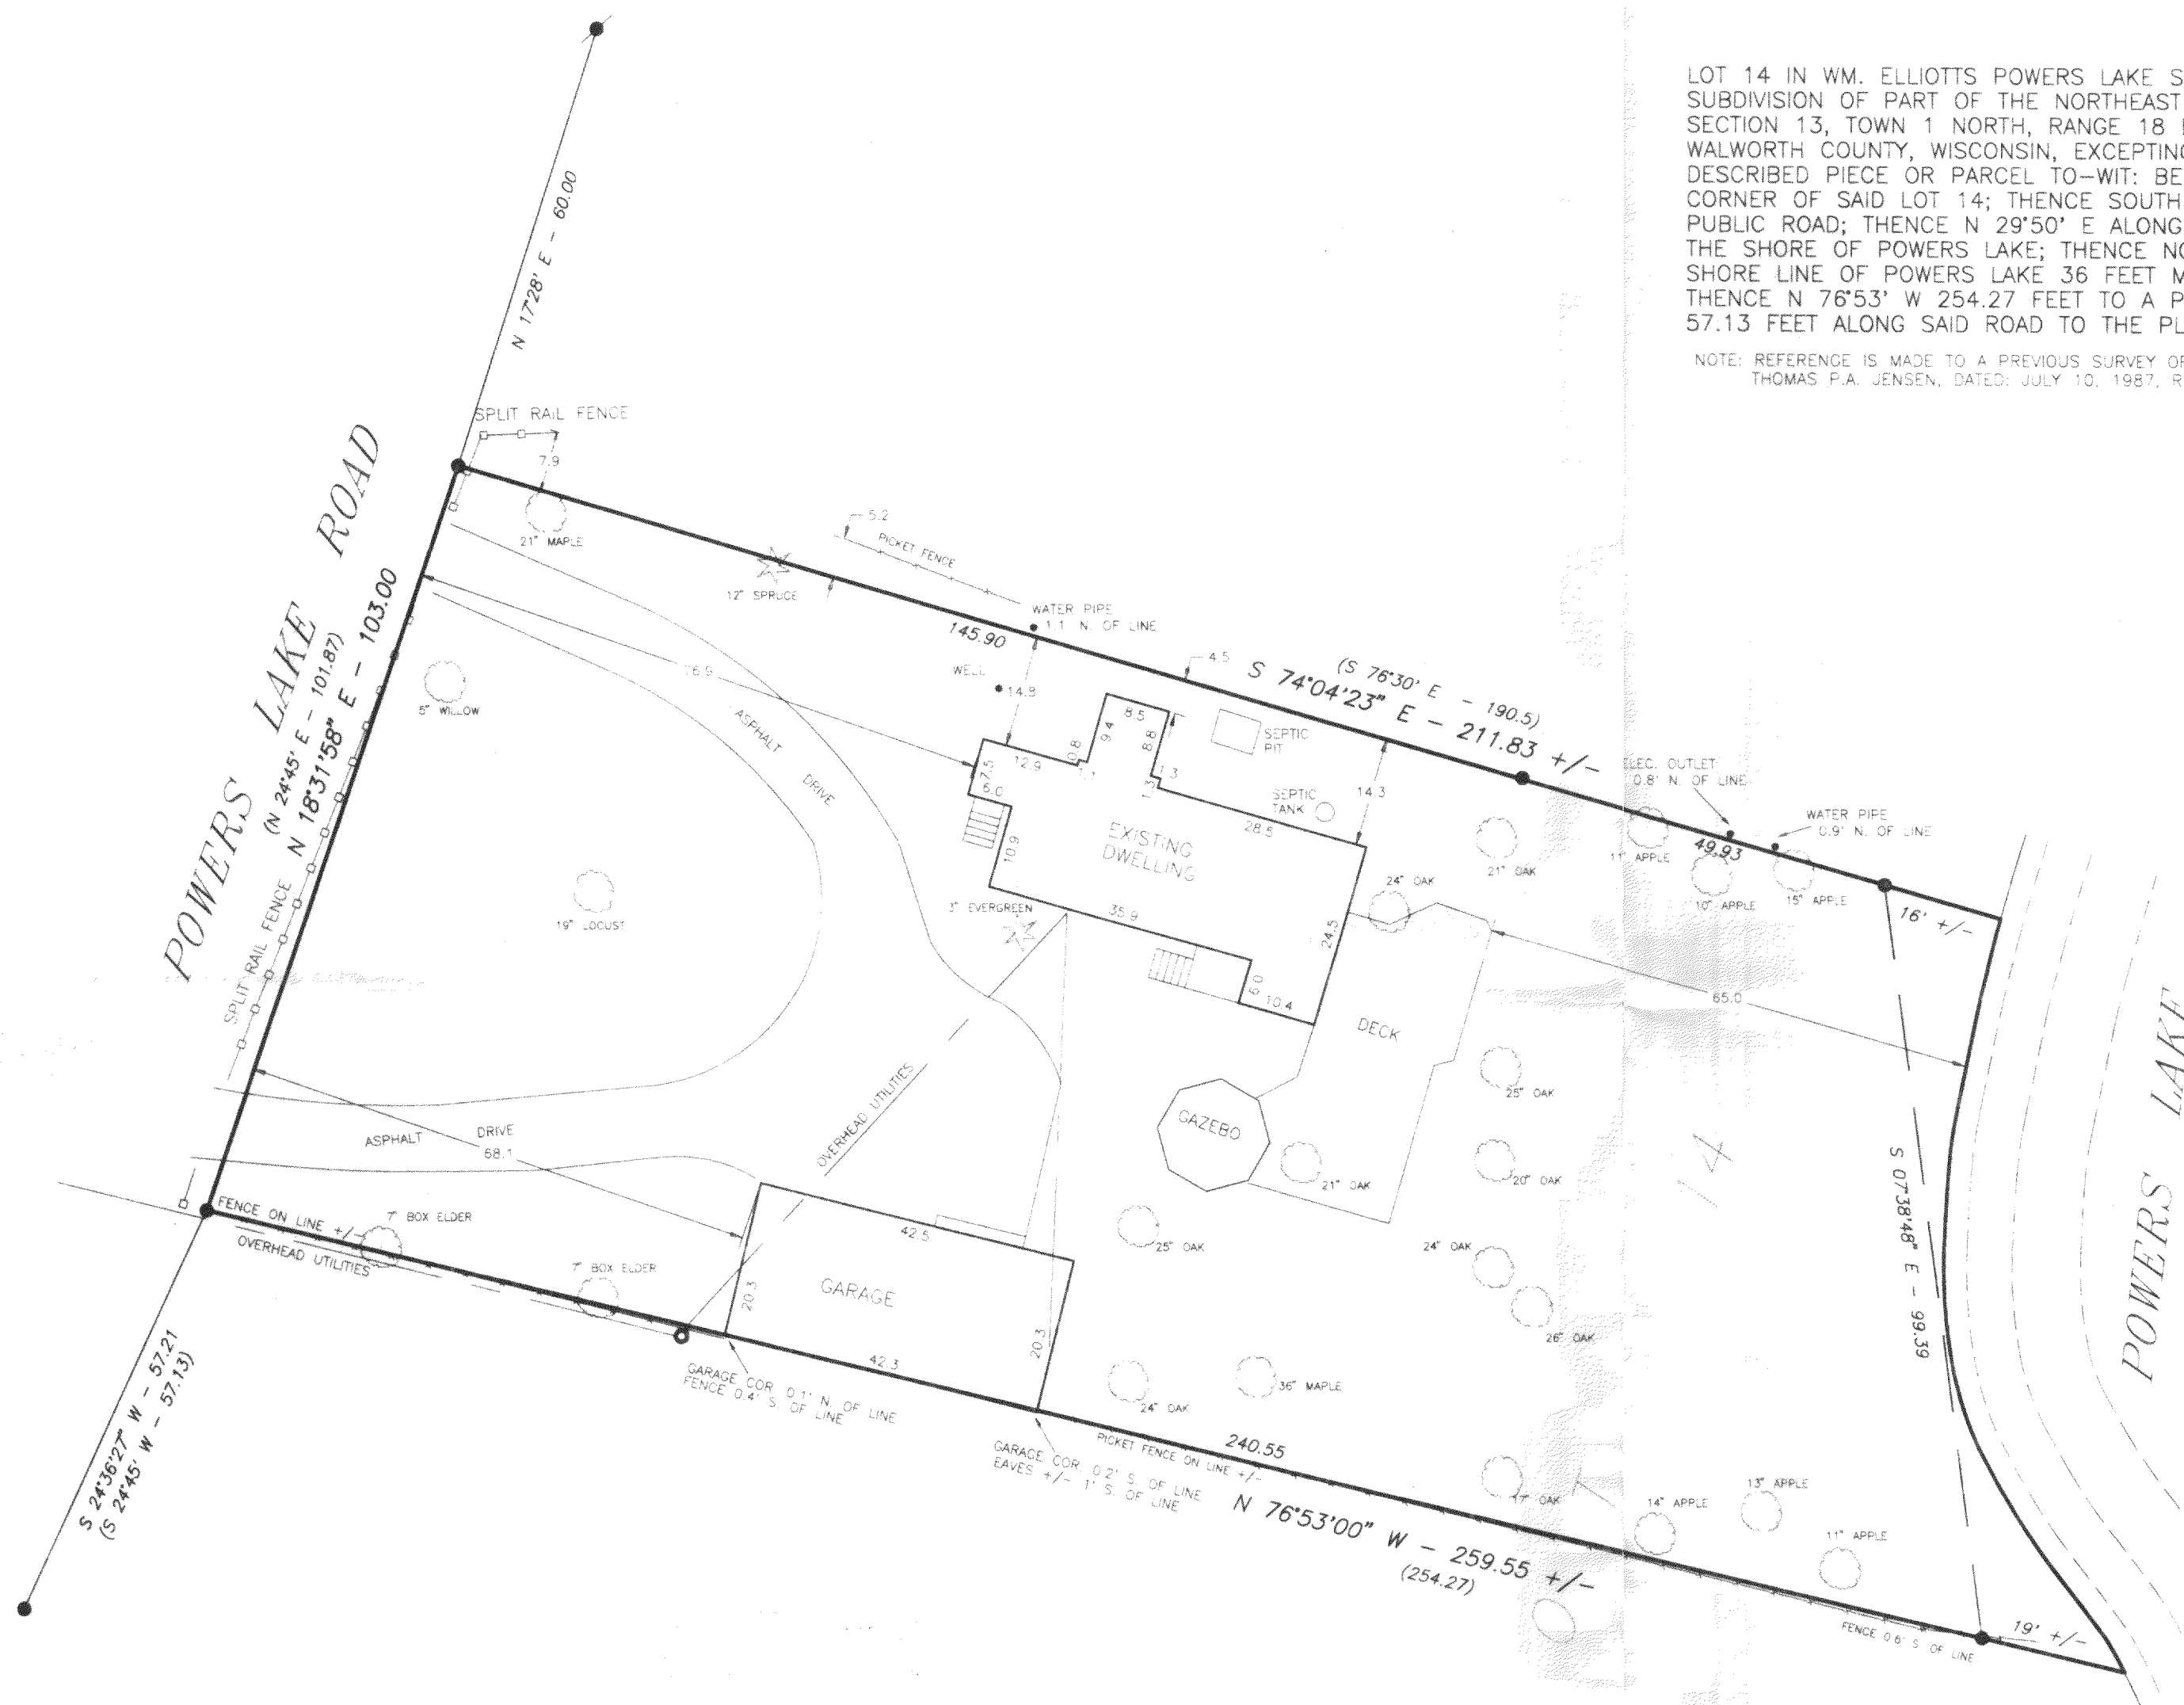 LOT 14 IN WM. ELLIOTTS POWERS LAKE S
SUBDIVISION OF PART OF THE NORTHEAST
SECTION 13, TOWN 1 NORTH, RANGE 18
WALWORTH COUNTY, WISCONSIN, EXCEPTING
DESCRIBED PIECE OR PARCEL TO-WIT: BE
CORNER OF SAID LOT 14; THENCE SOUTH
PUBLIC ROAD; THENCE N 29°50' E ALONG
THE SHORE OF POWERS LAKE; THENCE NO
SHORE LINE OF POWERS LAKE 36 FEET M
THENCE N 76°53' W 254.27 FEET TO A P
57.13 FEET ALONG SAID ROAD TO THE PL
NOTE: REFERENCE IS MADE TO A PREVIOUS SURVEY OF
THOMAS P.A. JENSEN, DATED: JULY 10, 1987, R
N 17°28' E - 60.00
SPLIT RAIL FENCE
7.9
21" MAPLE
POWERS LAKE ROAD
(N 24°45' E - 101.87)
N 18°31'58" E - 103.00
SPLIT RAIL FENCE
5.2
PICKET FENCE
12" SPRUCE
WATER PIPE
1.1 N. OF LINE
145.90
76.9
WELL
14.8
4.5
(S 76°30' E - 190.5)
S 74°04'23" E - 211.83 +/-
5" WILLOW
ASPHALT DRIVE
8.5
9.4
8.8
0.8
1.1
12.9
7.5
6.0
1.3
1.3
SEPTIC
PIT
SEPTIC
TANK
14.3
28.5
ELEC. OUTLET
0.8' N. OF LINE
WATER PIPE
0.9' N. OF LINE
49.93
11" APPLE
10" APPLE
15" APPLE
16' +/-
EXISTING
DWELLING
10.9
21" OAK
24" OAK
3" EVERGREEN
35.9
24.5
19" LOCUST
6.0
10.4
65.0
DECK
POWERS LAKE
14
S 07°38'48" E - 99.39
OVERHEAD UTILITIES
GAZEBO
25" OAK
20" OAK
21" OAK
ASPHALT DRIVE
68.1
FENCE ON LINE +/-
OVERHEAD UTILITIES
7" BOX ELDER
7" BOX ELDER
42.5
25" OAK
24" OAK
26" OAK
GARAGE
20.3
20.3
42.3
GARAGE COR. 0.1' N. OF LINE
FENCE 0.4' S. OF LINE
24" OAK
36" MAPLE
S 24°36'27" W - 57.21
(S 24°45' W - 57.13)
GARAGE COR. 0.2' S. OF LINE
EAVES +/- 1' S. OF LINE
PICKET FENCE ON LINE +/-
240.55
N 76°53'00" W - 259.55 +/-
(254.27)
OAK
14" APPLE
13" APPLE
11" APPLE
FENCE 0.6' S. OF LINE
19' +/-